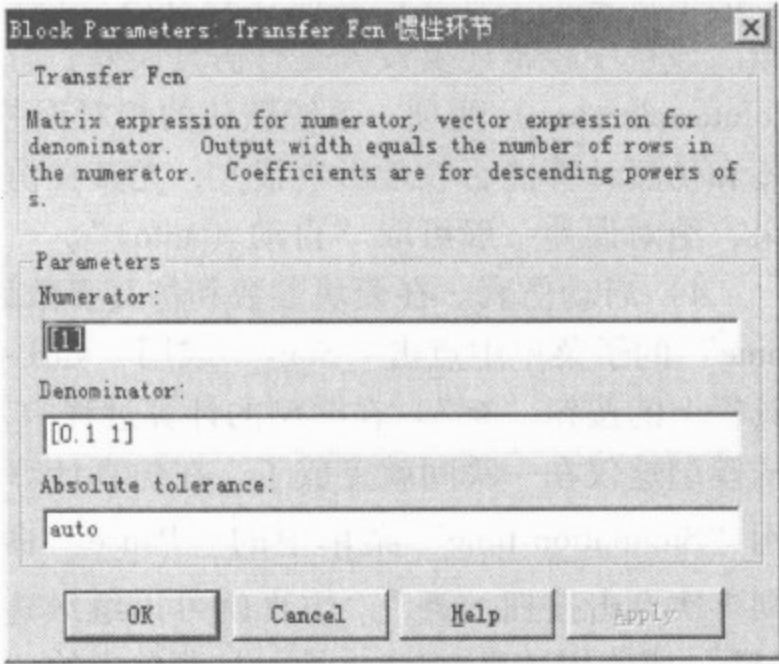 Block Parameters: Transfer Fcn 惯性环节
Transfer Fcn
Matrix expression for numerator, vector expression for
denominator. Output width equals the number of rows in
the numerator. Coefficients are for descending powers of
s.
Parameters
Numerator:
[1]
Denominator:
[0.1 1]
Absolute tolerance:
auto
OK
Cancel
Help
Apply